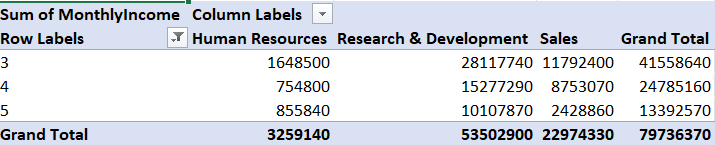 Sum of MonthlyIncome Column Labels
Row Labels Human Resources Research & Development Sales Grand Total
3 1648500 28117740 11792400 41558640
4 754800 15277290 8753070 24785160
5 855840 10107870 2428860 13392570
Grand Total 3259140 53502900 22974330 79736370